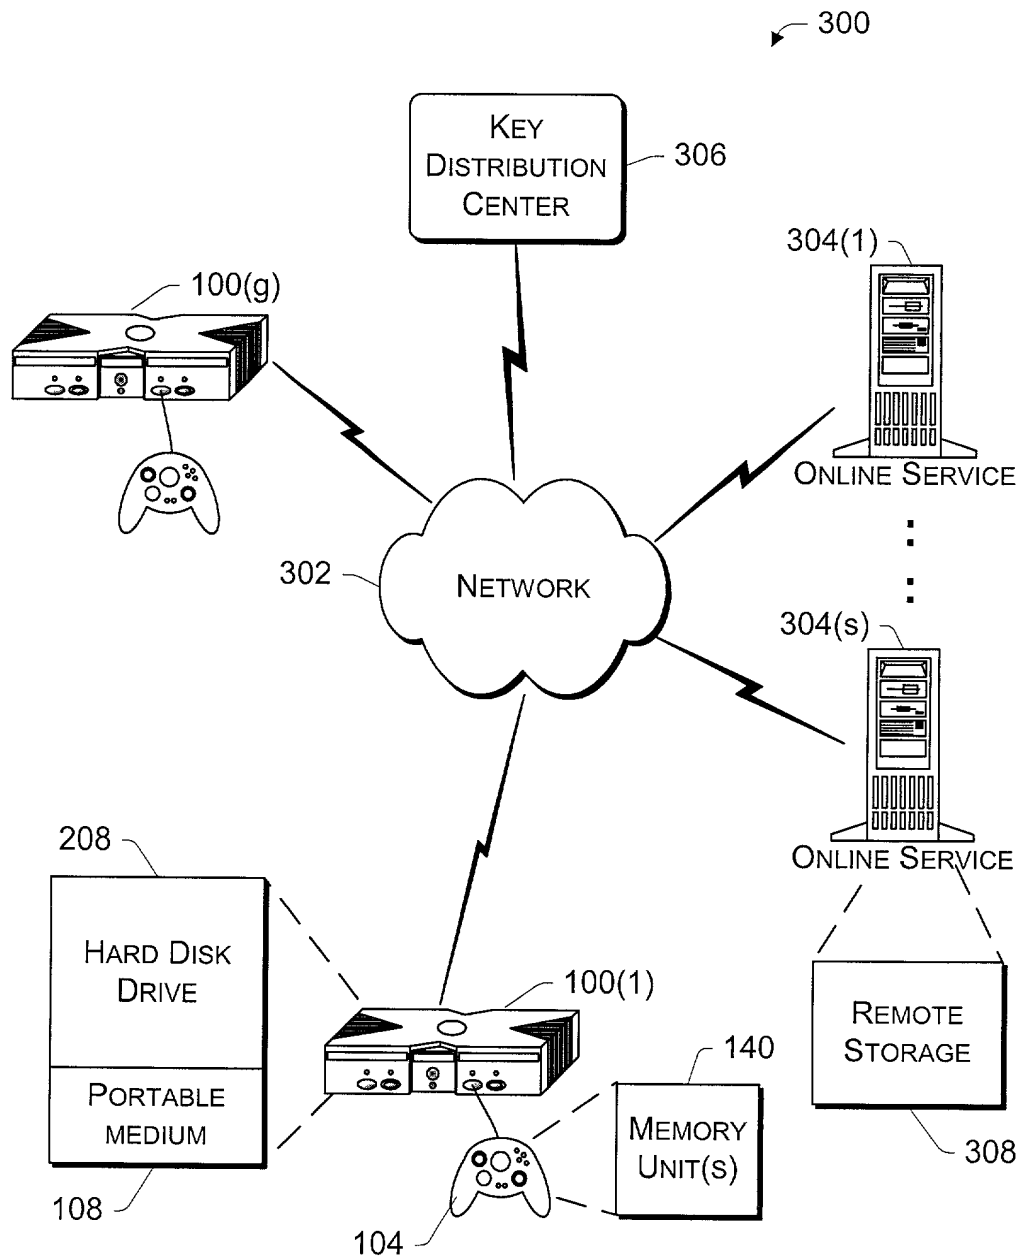 300
KEY
DISTRIBUTION
CENTER
306
304(1)
100(g)
ONLINE SERVICE
302
NETWORK
304(s)
ONLINE SERVICE
208
HARD DISK
DRIVE
PORTABLE
MEDIUM
108
100(1)
104
140
MEMORY
UNIT(S)
REMOTE
STORAGE
308